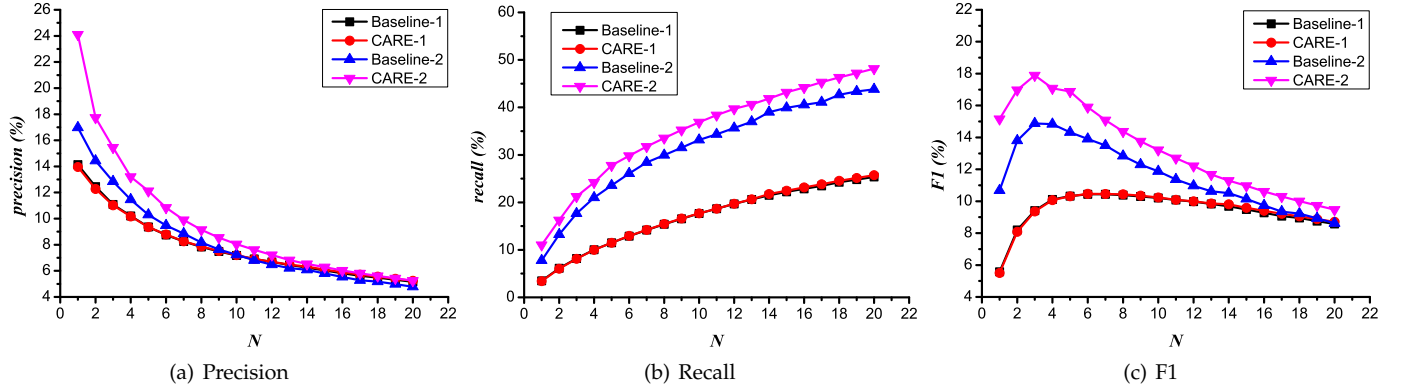 26
24
22
20
18
16
14
12
10
8
6
4
precision (%)
0 2 4 6 8 10 12 14 16 18 20 22
N
Baseline-1
CARE-1
Baseline-2
CARE-2
(a) Precision
60
50
40
30
20
10
0
recall (%)
0 2 4 6 8 10 12 14 16 18 20 22
N
Baseline-1
CARE-1
Baseline-2
CARE-2
(b) Recall
22
20
18
16
14
12
10
8
6
4
F1 (%)
0 2 4 6 8 10 12 14 16 18 20 22
N
Baseline-1
CARE-1
Baseline-2
CARE-2
(c) F1